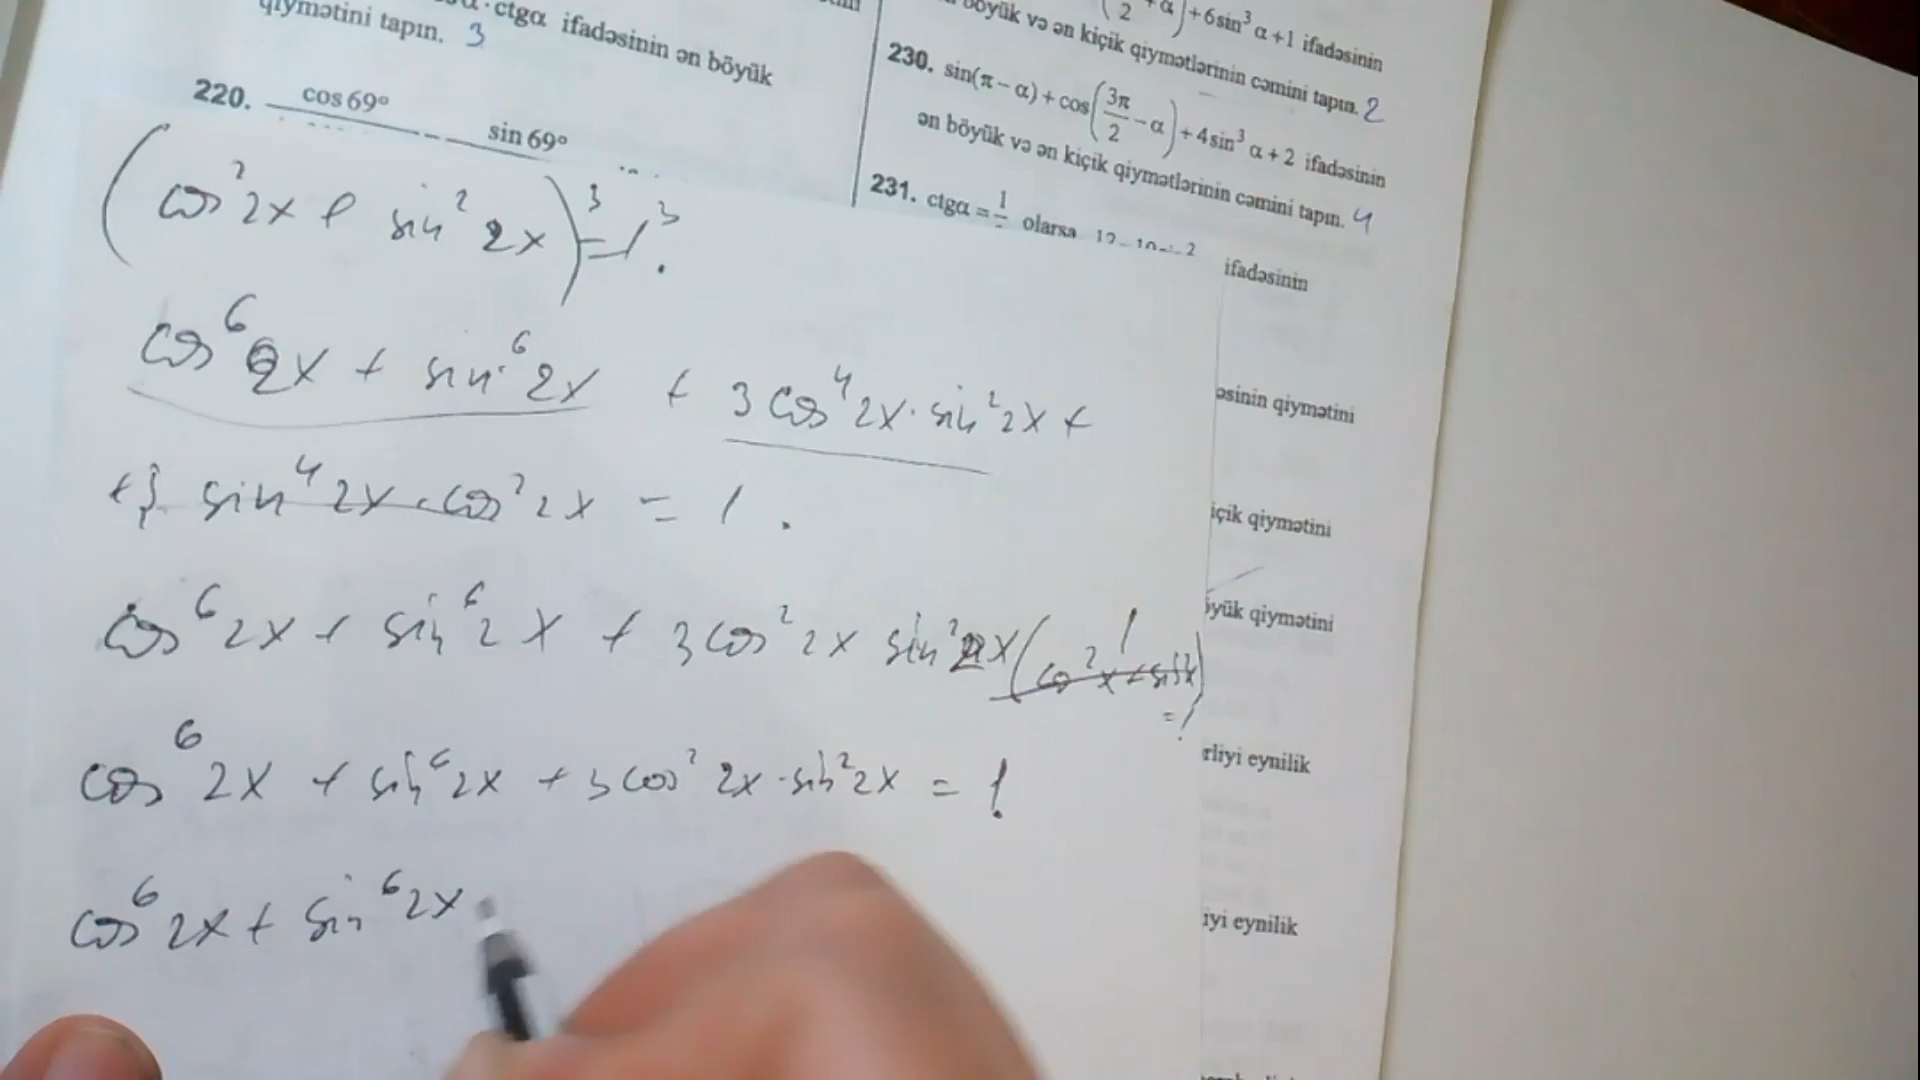 ctgα ifadəsinin ən böyük
qiymətini tapın. 3
220. cos 69°
sin 69°
(cos²2x + sin²2x)³ = 1³.
cos⁶2x + sin⁶2x + 3cos⁴2x · sin²2x +
+3 sin⁴2x · cos²2x = 1.
cos⁶2x + sin⁶2x + 3cos²2x sin²2x(cos²x + sin²x)
1
= 1
cos⁶2x + sin⁶2x + 3cos²2x · sin²2x = 1.
cos⁶2x + sin⁶2x
(2 + α) + 6sin³α + 1 ifadəsinin
böyük və ən kiçik qiymətlərinin cəmini tapın. 2
230. sin(π − α) + cos(3π/2 − α) + 4sin³α + 2 ifadəsinin
ən böyük və ən kiçik qiymətlərinin cəmini tapın. 4
231. ctgα = 1 olarsa
ifadəsinin
əsinin qiymətini
içik qiymətini
öyük qiymətini
rliyi eynilik
iyi eynilik